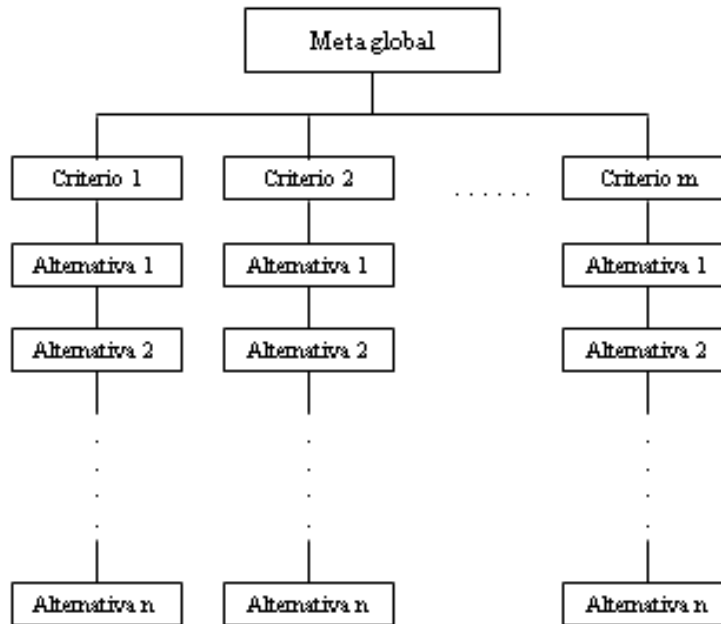 Meta global
Criterio 1
Criterio 2
. . . . . .
Criterio m
Alternativa 1
Alternativa 1
Alternativa 1
Alternativa 2
Alternativa 2
Alternativa 2
Alternativa n
Alternativa n
Alternativa n